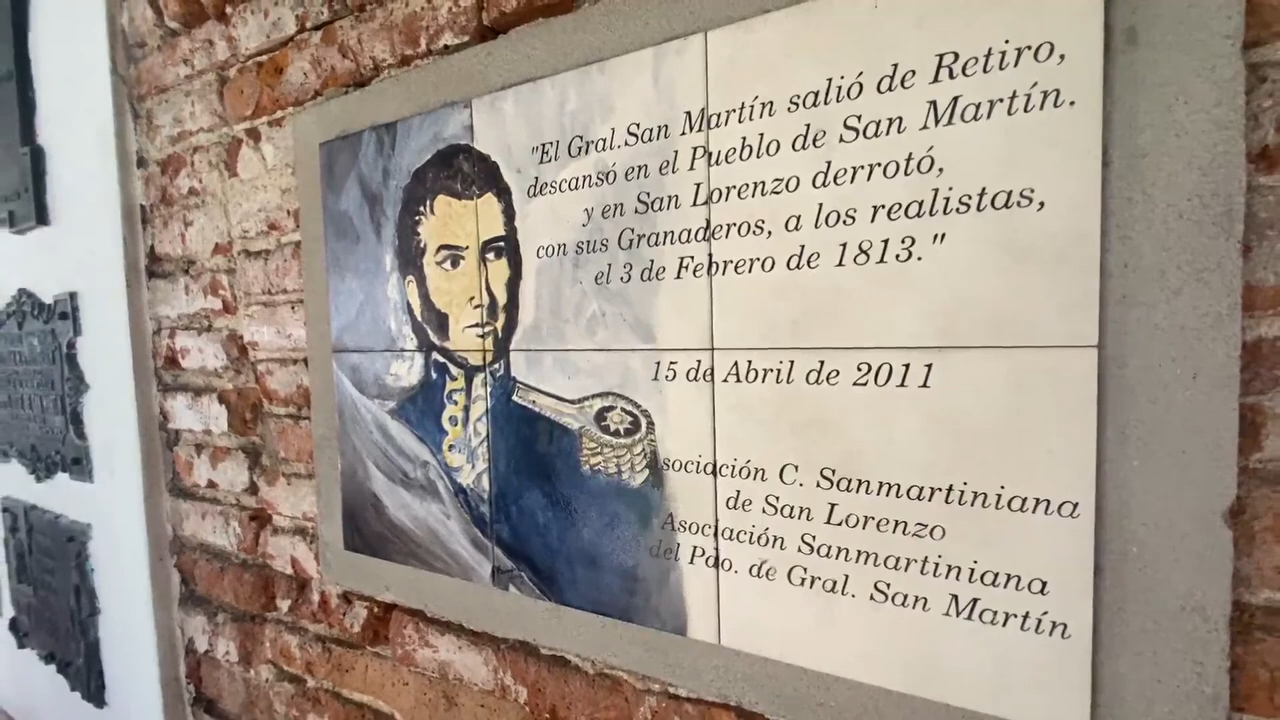 "El Gral.San Martín salió de Retiro,
descansó en el Pueblo de San Martín.
y en San Lorenzo derrotó,
con sus Granaderos, a los realistas,
el 3 de Febrero de 1813."
15 de Abril de 2011
Asociación C. Sanmartiniana
de San Lorenzo
Asociación Sanmartiniana
del Pdo. de Gral. San Martín